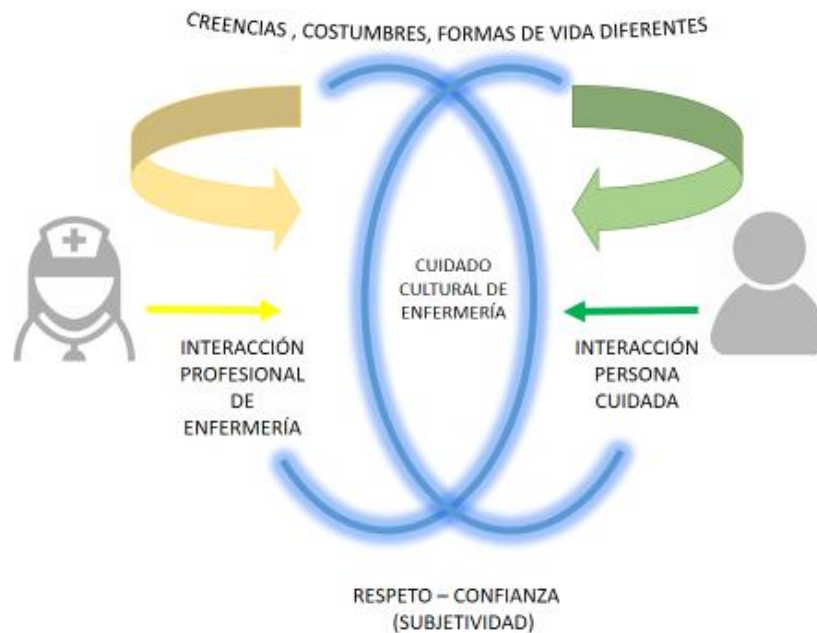 CREENCIAS , COSTUMBRES, FORMAS DE VIDA DIFERENTES
CUIDADO
CULTURAL DE
ENFERMERÍA
INTERACCIÓN
PROFESIONAL
DE
ENFERMERÍA
INTERACCIÓN
PERSONA
CUIDADA
RESPETO – CONFIANZA
(SUBJETIVIDAD)